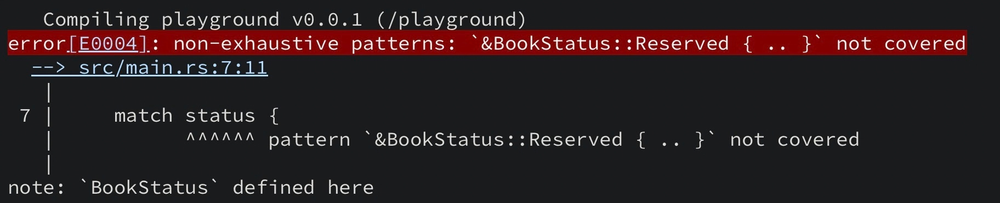 Compiling playground v0.0.1 (/playground)
error[E0004]: non-exhaustive patterns: `&BookStatus::Reserved { .. }` not covered
--> src/main.rs:7:11
|
7 | match status {
| ^^^^^^ pattern `&BookStatus::Reserved { .. }` not covered
|
note: `BookStatus` defined here